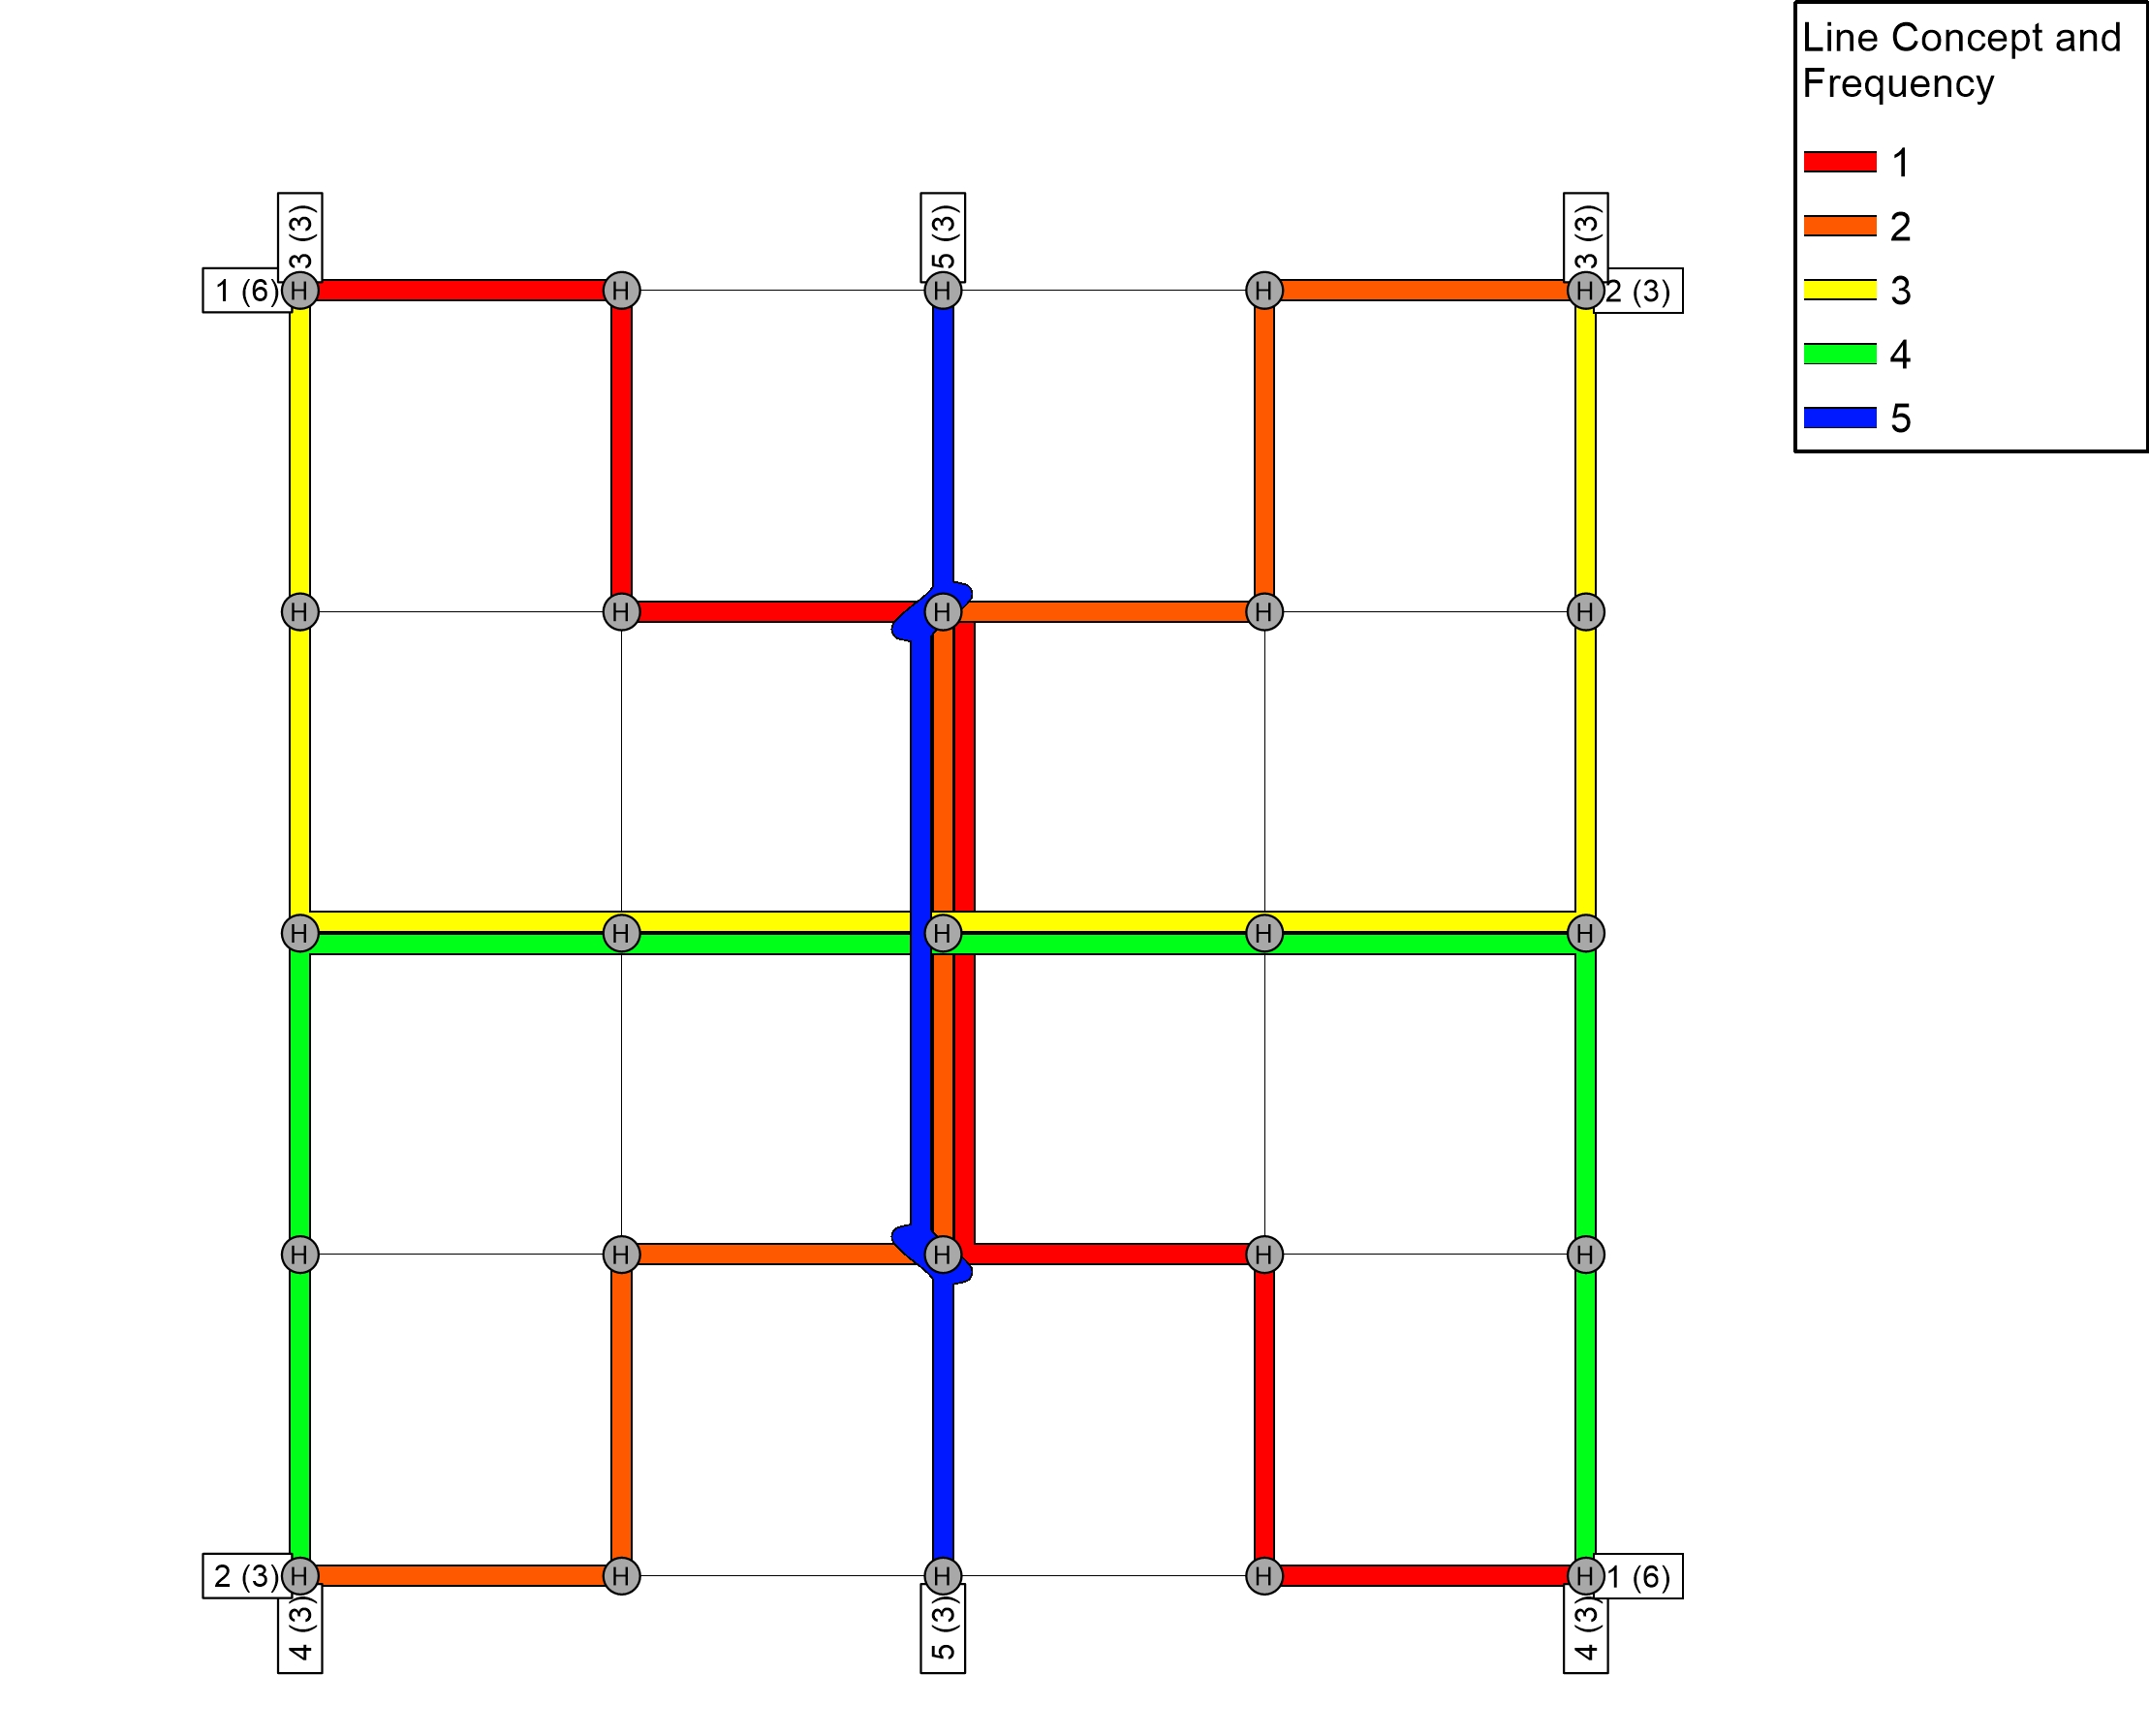 Line Concept and
Frequency
1
2
3
4
5
3 (3)
5 (3)
3 (3)
1 (6) H H H H H 2 (3)
H H H H H
H H H H H
H H H H H
2 (3) H H H H H 1 (6)
4 (3)
5 (3)
4 (3)